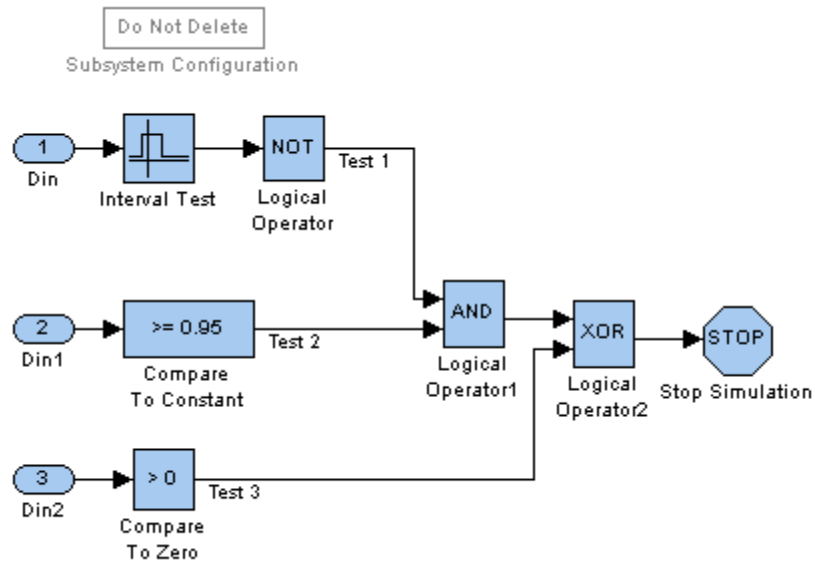 Do Not Delete
Subsystem Configuration
1
Din
Interval Test
NOT
Logical
Operator
Test 1
2
Din1
>= 0.95
Compare
To Constant
Test 2
AND
Logical
Operator1
XOR
Logical
Operator2
STOP
Stop Simulation
3
Din2
> 0
Compare
To Zero
Test 3